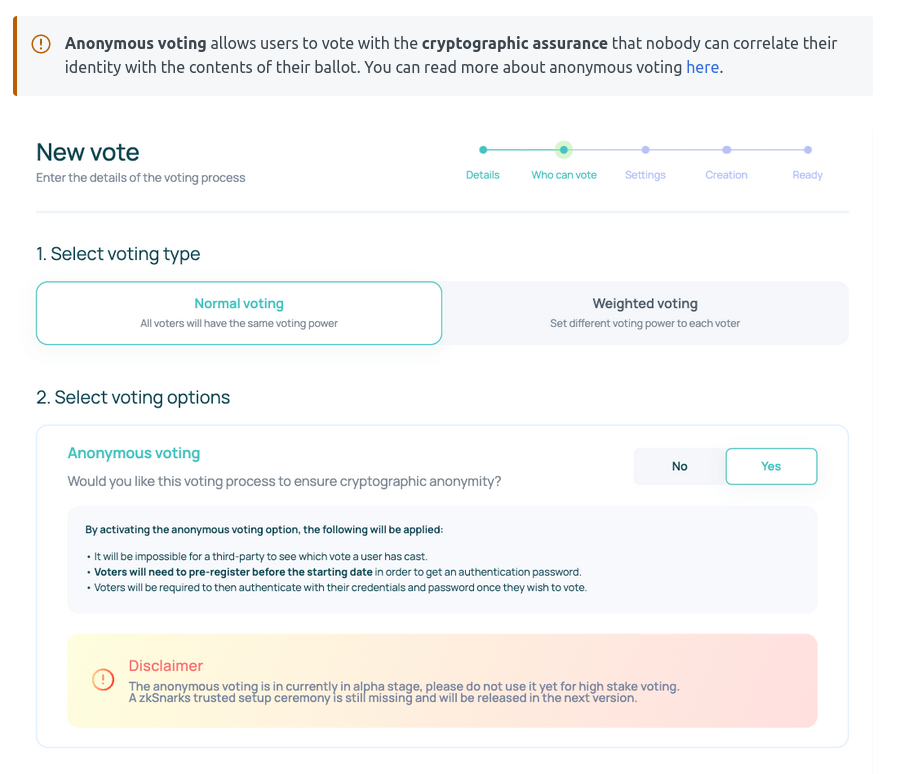 Anonymous voting allows users to vote with the cryptographic assurance that nobody can correlate their
identity with the contents of their ballot. You can read more about anonymous voting here.
New vote
Enter the details of the voting process
Details
Who can vote
Settings
Creation
Ready
1. Select voting type
Normal voting
All voters will have the same voting power
Weighted voting
Set different voting power to each voter
2. Select voting options
Anonymous voting
Would you like this voting process to ensure cryptographic anonymity?
No
Yes
By activating the anonymous voting option, the following will be applied:
• It will be impossible for a third-party to see which vote a user has cast.
• Voters will need to pre-register before the starting date in order to get an authentication password.
• Voters will be required to then authenticate with their credentials and password once they wish to vote.
Disclaimer
The anonymous voting is in currently in alpha stage, please do not use it yet for high stake voting.
A zkSnarks trusted setup ceremony is still missing and will be released in the next version.